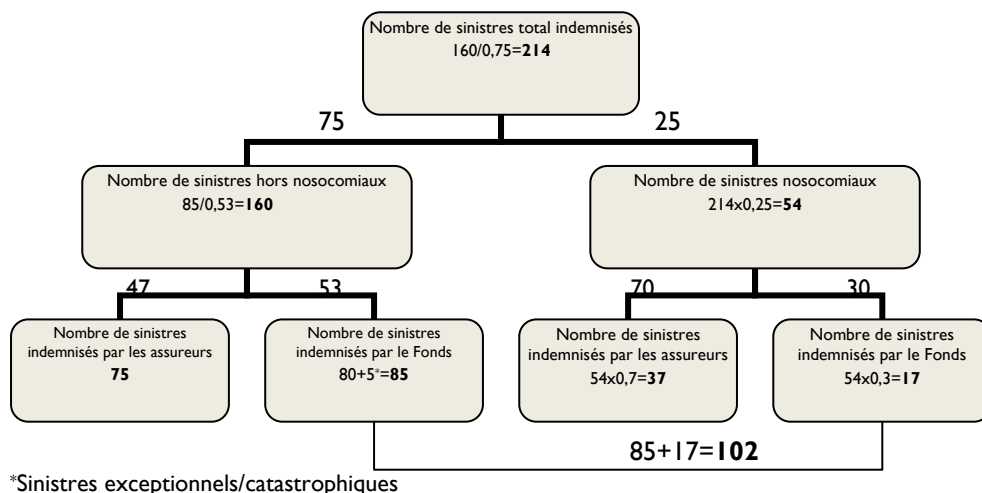 Nombre de sinistres total indemnisés
160/0,75=214
75
25
Nombre de sinistres hors nosocomiaux
85/0,53=160
Nombre de sinistres nosocomiaux
214x0,25=54
47
53
70
30
Nombre de sinistres
indemnisés par les assureurs
75
Nombre de sinistres
indemnisés par le Fonds
80+5*=85
Nombre de sinistres
indemnisés par les assureurs
54x0,7=37
Nombre de sinistres
indemnisés par le Fonds
54x0,3=17
85+17=102
*Sinistres exceptionnels/catastrophiques